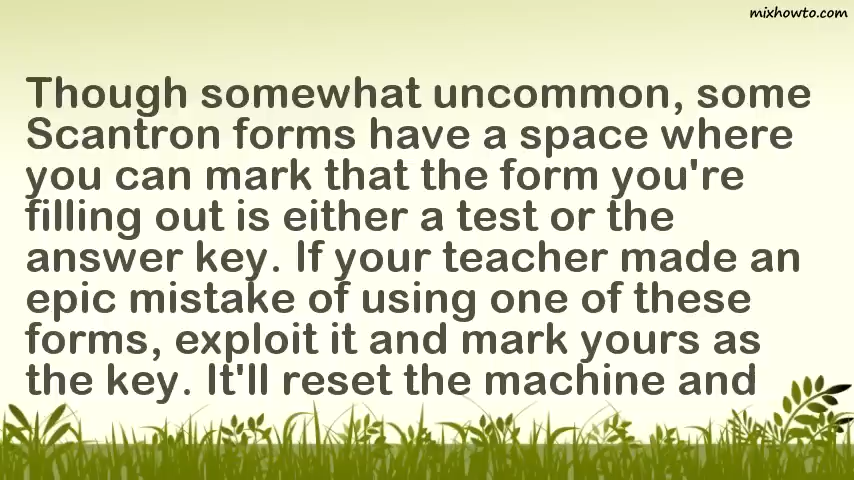 mixhowto.com
Though somewhat uncommon, some
Scantron forms have a space where
you can mark that the form you're
filling out is either a test or the
answer key. If your teacher made an
epic mistake of using one of these
forms, exploit it and mark yours as
the key. It'll reset the machine and